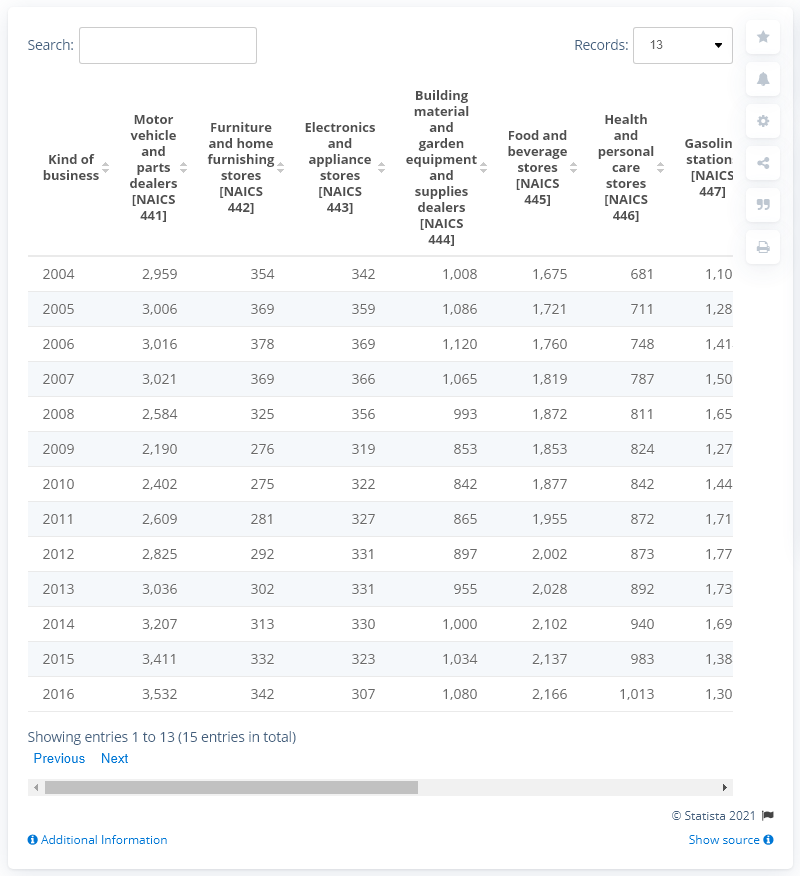 Search:
Records: 13
Kind of business
Motor vehicle and parts dealers [NAICS 441]
Furniture and home furnishing stores [NAICS 442]
Electronics and appliance stores [NAICS 443]
Building material and garden equipment and supplies dealers [NAICS 444]
Food and beverage stores [NAICS 445]
Health and personal care stores [NAICS 446]
Gasolin station [NAICS 447]
2004 2,959 354 342 1,008 1,675 681 1,10
2005 3,006 369 359 1,086 1,721 711 1,28
2006 3,016 378 369 1,120 1,760 748 1,41
2007 3,021 369 366 1,065 1,819 787 1,50
2008 2,584 325 356 993 1,872 811 1,65
2009 2,190 276 319 853 1,853 824 1,27
2010 2,402 275 322 842 1,877 842 1,44
2011 2,609 281 327 865 1,955 872 1,71
2012 2,825 292 331 897 2,002 873 1,77
2013 3,036 302 331 955 2,028 892 1,73
2014 3,207 313 330 1,000 2,102 940 1,69
2015 3,411 332 323 1,034 2,137 983 1,38
2016 3,532 342 307 1,080 2,166 1,013 1,30
Showing entries 1 to 13 (15 entries in total)
Previous Next
© Statista 2021
Additional Information
Show source